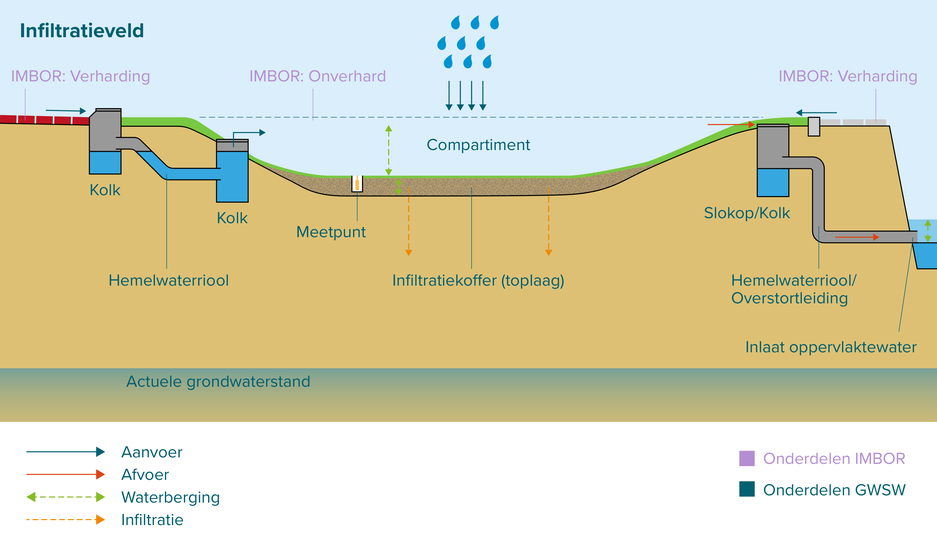 Infiltratieveld
IMBOR: Verharding
IMBOR: Onverhard
IMBOR: Verharding
Compartiment
Kolk
Kolk
Meetpunt
Slokop/Kolk
Hemelwaterriool
Infiltratiekoffer (toplaag)
Hemelwaterriool/
Overstortleiding
Inlaat oppervlaktewater
Actuele grondwaterstand
Aanvoer
Afvoer
Waterberging
Infiltratie
Onderdelen IMBOR
Onderdelen GWSW